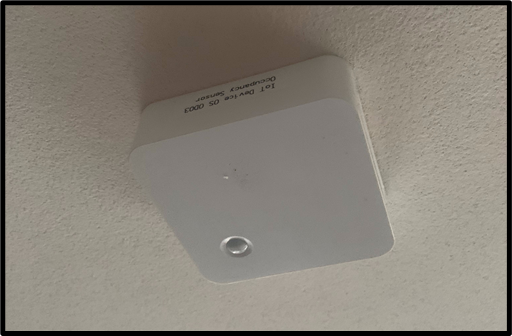 IoT Device OS 0003
Occupancy Sensor